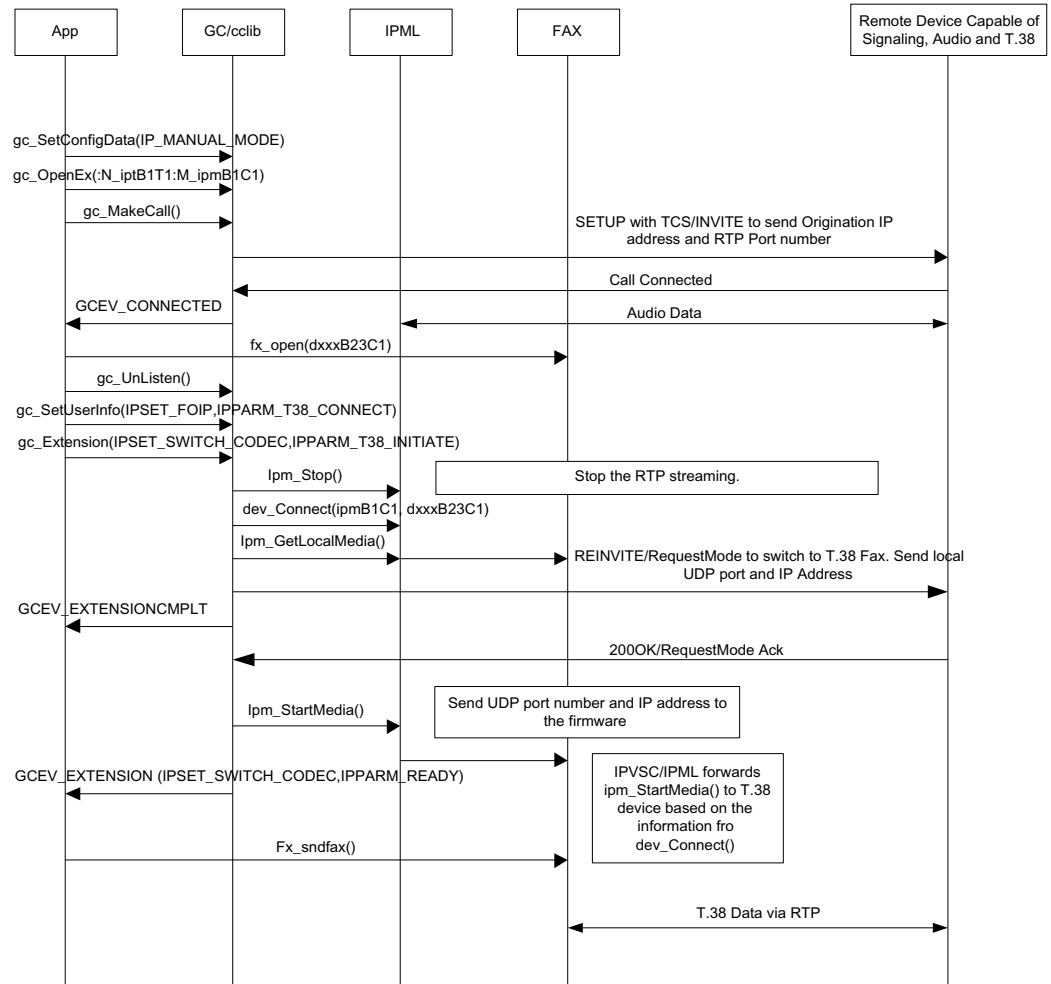 App
GC/cclib
IPML
FAX
Remote Device Capable of
Signaling, Audio and T.38
gc_SetConfigData(IP_MANUAL_MODE)
gc_OpenEx(:N_iptB1T1:M_ipmB1C1)
gc_MakeCall()
SETUP with TCS/INVITE to send Origination IP
address and RTP Port number
Call Connected
GCEV_CONNECTED
Audio Data
fx_open(dxxxB23C1)
gc_UnListen()
gc_SetUserInfo(IPSET_FOIP,IPPARM_T38_CONNECT)
gc_Extension(IPSET_SWITCH_CODEC,IPPARM_T38_INITIATE)
Ipm_Stop()
Stop the RTP streaming.
dev_Connect(ipmB1C1, dxxxB23C1)
Ipm_GetLocalMedia()
REINVITE/RequestMode to switch to T.38 Fax. Send local
UDP port and IP Address
GCEV_EXTENSIONCMPLT
200OK/RequestMode Ack
Ipm_StartMedia()
Send UDP port number and IP address to
the firmware
GCEV_EXTENSION (IPSET_SWITCH_CODEC,IPPARM_READY)
IPVSC/IPML forwards
ipm_StartMedia() to T.38
device based on the
information fro
dev_Connect()
Fx_sndfax()
T.38 Data via RTP